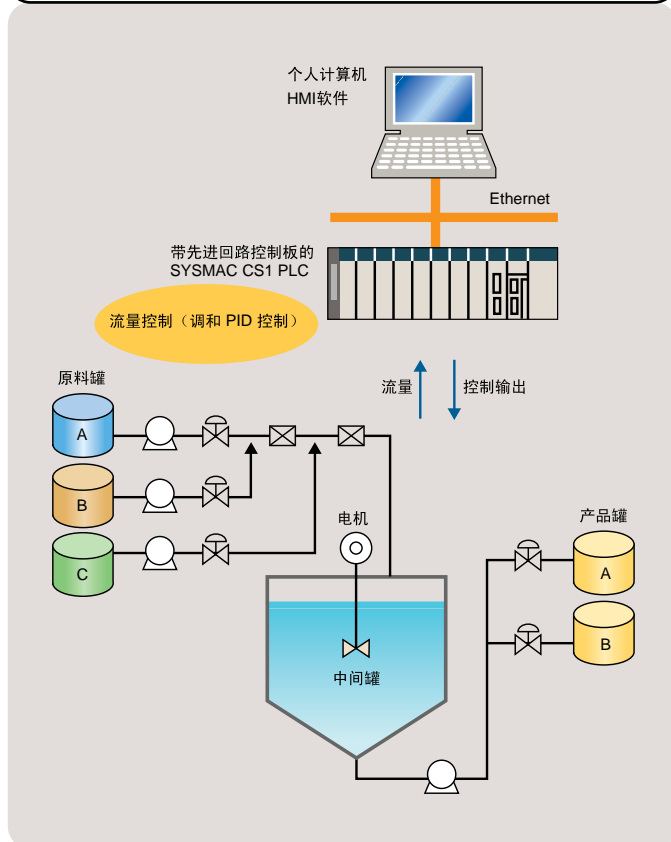 个人计算机
HMI软件
Ethernet
带先进回路控制板的
SYSMAC CS1 PLC
流量控制（调和 PID 控制）
流量
控制输出
原料罐
A
B
C
电机
产品罐
A
B
中间罐